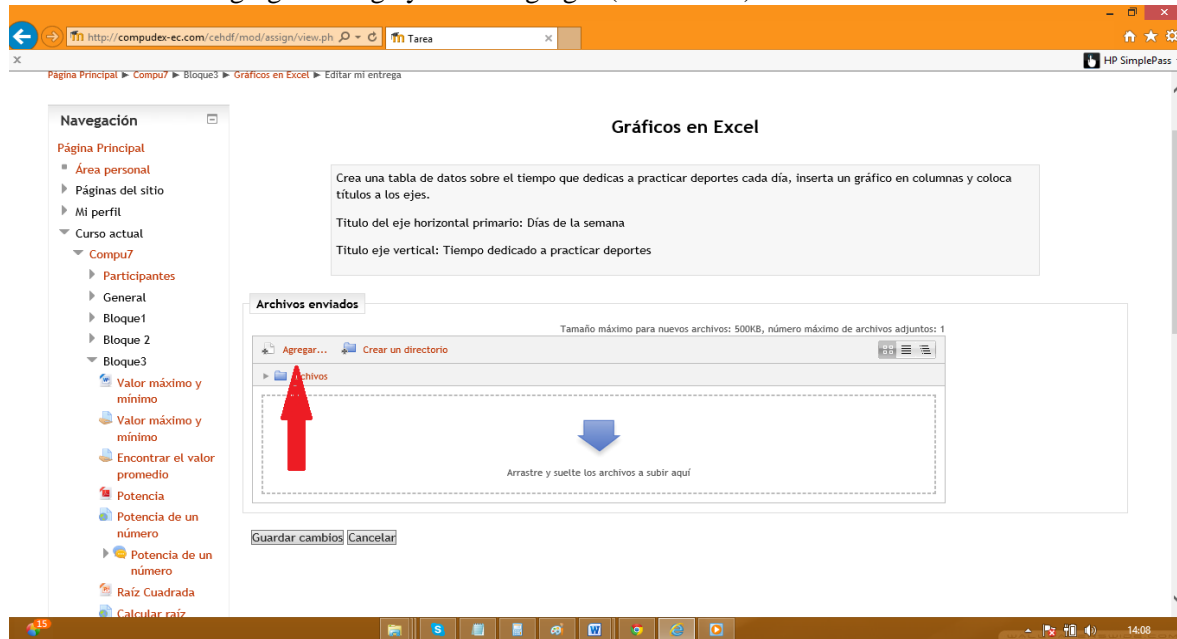 http://compudex-ec.com/cehdf/mod/assign/view.ph
Tarea
HP SimplePass
Página Principal ► Compu7 ► Bloque3 ► Gráficos en Excel ► Editar mi entrega
Navegación
Página Principal
Área personal
Páginas del sitio
Mi perfil
Curso actual
Compu7
Participantes
General
Bloque1
Bloque 2
Bloque3
Valor máximo y
mínimo
Valor máximo y
mínimo
Encontrar el valor
promedio
Potencia
Potencia de un
número
Potencia de un
número
Raíz Cuadrada
Calcular raíz
Gráficos en Excel
Crea una tabla de datos sobre el tiempo que dedicas a practicar deportes cada día, inserta un gráfico en columnas y coloca
títulos a los ejes.
Titulo del eje horizontal primario: Días de la semana
Titulo eje vertical: Tiempo dedicado a practicar deportes
Archivos enviados
Tamaño máximo para nuevos archivos: 500KB, número máximo de archivos adjuntos: 1
Agregar... Crear un directorio
Arrastre y suelte los archivos a subir aquí
Guardar cambios Cancelar
15
14:08